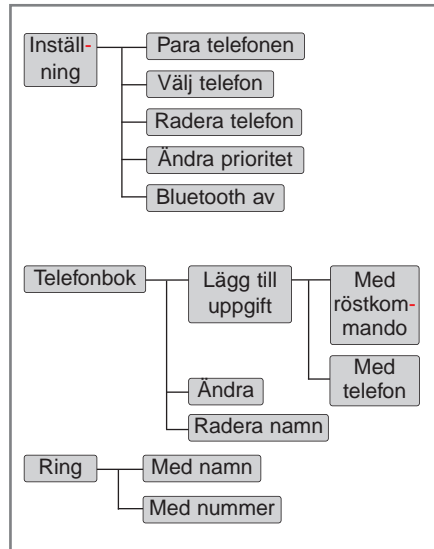 Inställ-
ning
Para telefonen
Välj telefon
Radera telefon
Ändra prioritet
Bluetooth av
Telefonbok
Lägg till
uppgift
Med
röstkom-
mando
Med
telefon
Ändra
Radera namn
Ring
Med namn
Med nummer